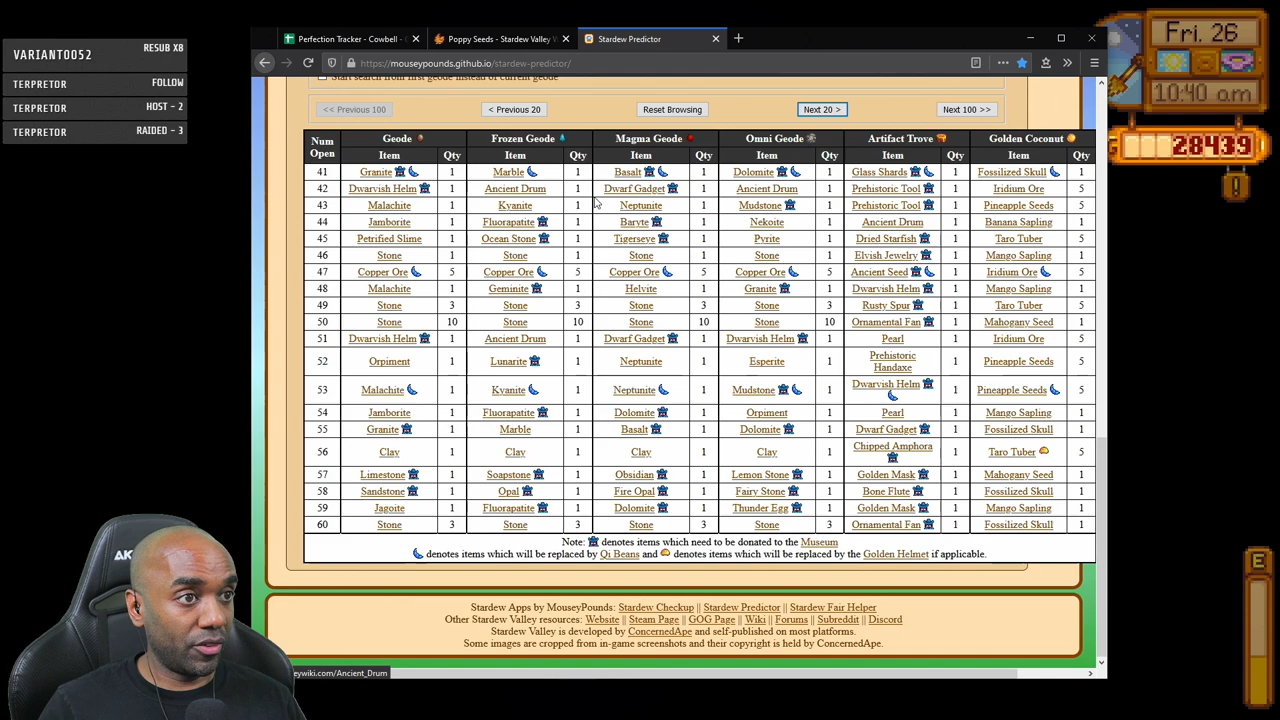 VARIANT0052 RESUB X8
TERPRETOR FOLLOW
TERPRETOR HOST - 2
TERPRETOR RAIDED - 3
Perfection Tracker - Cowbell - G
Poppy Seeds - Stardew Valley W
Stardew Predictor
https://mouseypounds.github.io/stardew-predictor/
Fri. 26
10:40 am
28439
Start search from first geode instead of current geode
<< Previous 100 < Previous 20 Reset Browsing Next 20 > Next 100 >>
Num Open Geode Frozen Geode Magma Geode Omni Geode Artifact Trove Golden Coconut
Item Qty Item Qty Item Qty Item Qty Item Qty Item Qty
41 Granite 1 Marble 1 Basalt 1 Dolomite 1 Glass Shards 1 Fossilized Skull 1
42 Dwarvish Helm 1 Ancient Drum 1 Dwarf Gadget 1 Ancient Drum 1 Prehistoric Tool 1 Iridium Ore 5
43 Malachite 1 Kyanite 1 Neptunite 1 Mudstone 1 Prehistoric Tool 1 Pineapple Seeds 5
44 Jamborite 1 Fluorapatite 1 Baryte 1 Nekoite 1 Ancient Drum 1 Banana Sapling 1
45 Petrified Slime 1 Ocean Stone 1 Tigerseye 1 Pyrite 1 Dried Starfish 1 Taro Tuber 5
46 Stone 1 Stone 1 Stone 1 Stone 1 Elvish Jewelry 1 Mango Sapling 1
47 Copper Ore 5 Copper Ore 5 Copper Ore 5 Copper Ore 5 Ancient Seed 1 Iridium Ore 5
48 Malachite 1 Geminite 1 Helvite 1 Granite 1 Dwarvish Helm 1 Mango Sapling 1
49 Stone 3 Stone 3 Stone 3 Stone 3 Rusty Spur 1 Taro Tuber 5
50 Stone 10 Stone 10 Stone 10 Stone 10 Ornamental Fan 1 Mahogany Seed 1
51 Dwarvish Helm 1 Ancient Drum 1 Dwarf Gadget 1 Dwarvish Helm 1 Pearl 1 Iridium Ore 5
52 Orpiment 1 Lunarite 1 Neptunite 1 Esperite 1 Prehistoric Handaxe 1 Pineapple Seeds 5
53 Malachite 1 Kyanite 1 Neptunite 1 Mudstone 1 Dwarvish Helm 1 Pineapple Seeds 5
54 Jamborite 1 Fluorapatite 1 Dolomite 1 Orpiment 1 Pearl 1 Mango Sapling 1
55 Granite 1 Marble 1 Basalt 1 Dolomite 1 Dwarf Gadget 1 Fossilized Skull 1
56 Clay 1 Clay 1 Clay 1 Clay 1 Chipped Amphora 1 Taro Tuber 5
57 Limestone 1 Soapstone 1 Obsidian 1 Lemon Stone 1 Golden Mask 1 Mahogany Seed 1
58 Sandstone 1 Opal 1 Fire Opal 1 Fairy Stone 1 Bone Flute 1 Fossilized Skull 1
59 Jagoite 1 Fluorapatite 1 Dolomite 1 Thunder Egg 1 Golden Mask 1 Fossilized Skull 1
60 Stone 3 Stone 3 Stone 3 Stone 3 Ornamental Fan 1 Fossilized Skull 1
Note: denotes items which need to be donated to the Museum
denotes items which will be replaced by Qi Beans and denotes items which will be replaced by the Golden Helmet if applicable.
Stardew Apps by MouseyPounds: Stardew Checkup || Stardew Predictor || Stardew Fair Helper
Other Stardew Valley resources: Website || Steam Page || GOG Page || Wiki || Forums || Subreddit || Discord
Stardew Valley is developed by ConcernedApe and self-published on most platforms.
Some images are cropped from in-game screenshots and their copyright is held by ConcernedApe.
eywiki.com/Ancient_Drum
AK
E